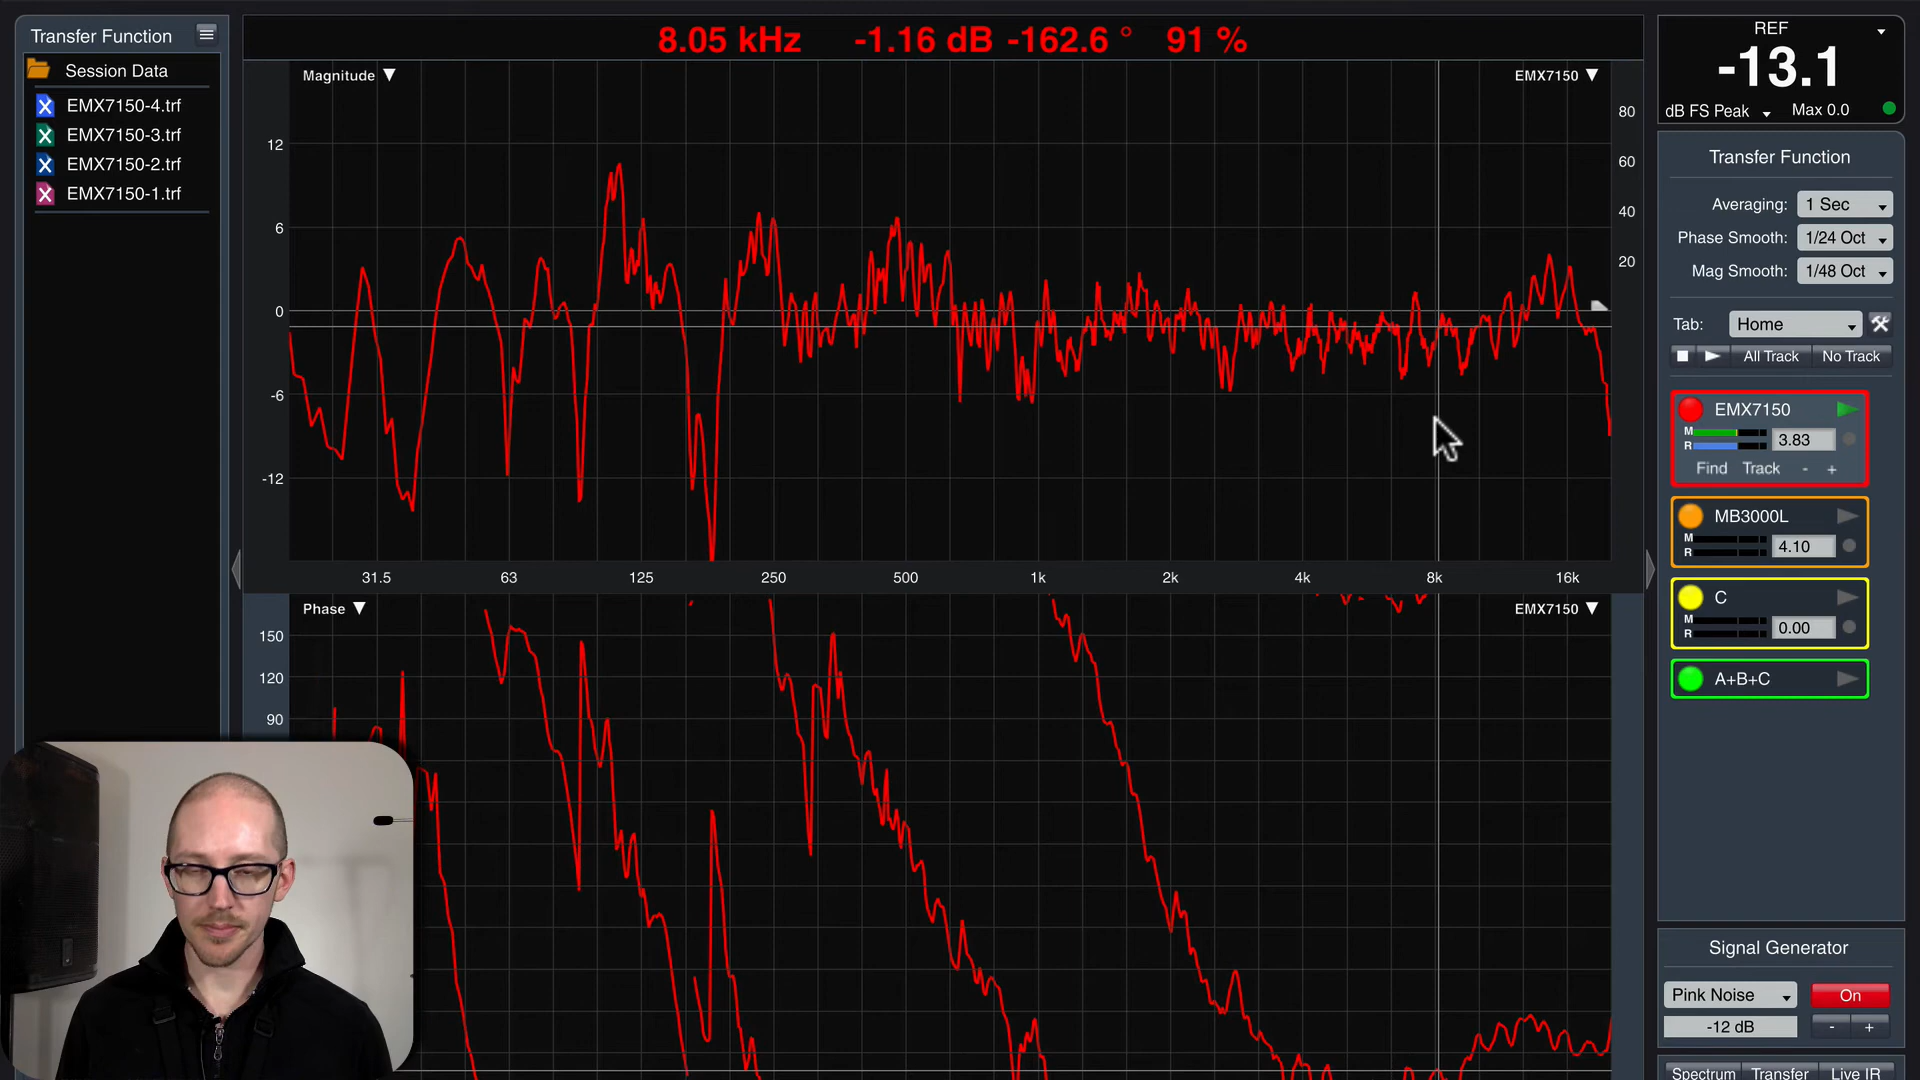 Transfer Function
Session Data
EMX7150-4.trf
EMX7150-3.trf
EMX7150-2.trf
EMX7150-1.trf
8.05 kHz -1.16 dB -162.6 ° 91 %
Magnitude
EMX7150
12
6
0
-6
-12
80
60
40
20
31.5 63 125 250 500 1k 2k 4k 8k 16k
Phase
EMX7150
150
120
90
REF
-13.1
dB FS Peak Max 0.0
Transfer Function
Averaging: 1 Sec
Phase Smooth: 1/24 Oct
Mag Smooth: 1/48 Oct
Tab: Home
All Track No Track
EMX7150
M
R
3.83
Find Track - +
MB3000L
M
R
4.10
C
M
R
0.00
A+B+C
Signal Generator
Pink Noise On
-12 dB - +
Spectrum Transfer Live IR